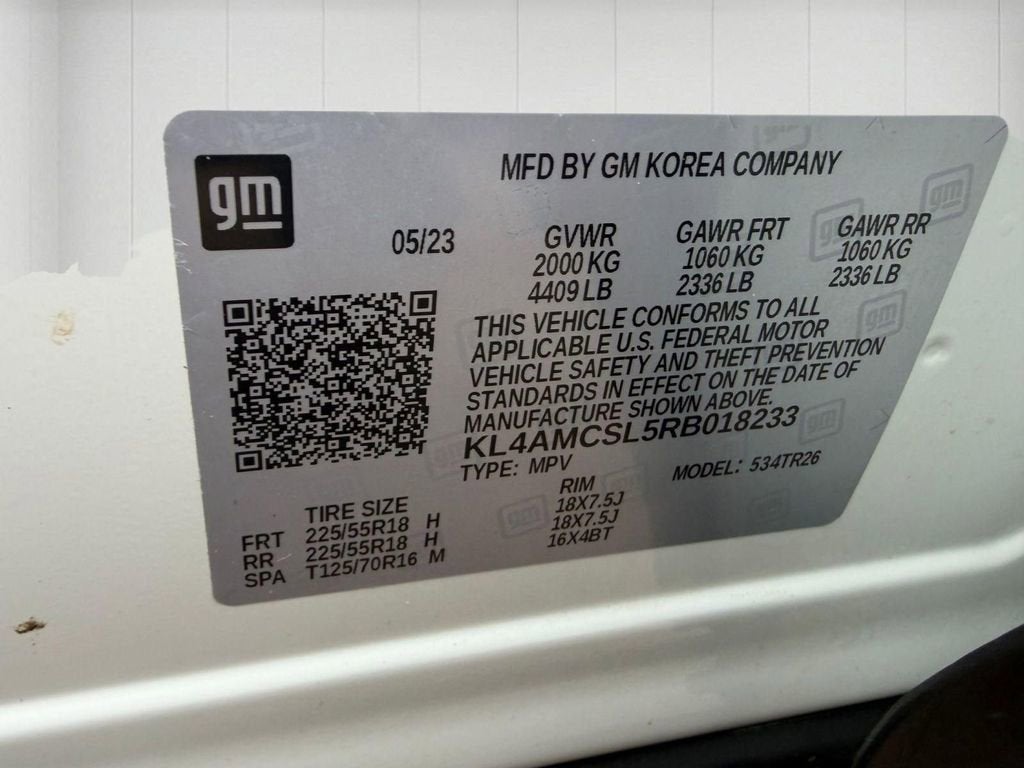 gm
MFD BY GM KOREA COMPANY
05/23 GVWR GAWR FRT GAWR RR
2000 KG 1060 KG 1060 KG
4409 LB 2336 LB 2336 LB
THIS VEHICLE CONFORMS TO ALL
APPLICABLE U.S. FEDERAL MOTOR
VEHICLE SAFETY AND THEFT PREVENTION
STANDARDS IN EFFECT ON THE DATE OF
MANUFACTURE SHOWN ABOVE.
KL4AMCSL5RB018233
TYPE: MPV MODEL: 534TR26
TIRE SIZE RIM
FRT 225/55R18 H 18X7.5J
RR 225/55R18 H 18X7.5J
SPA T125/70R16 M 16X4BT